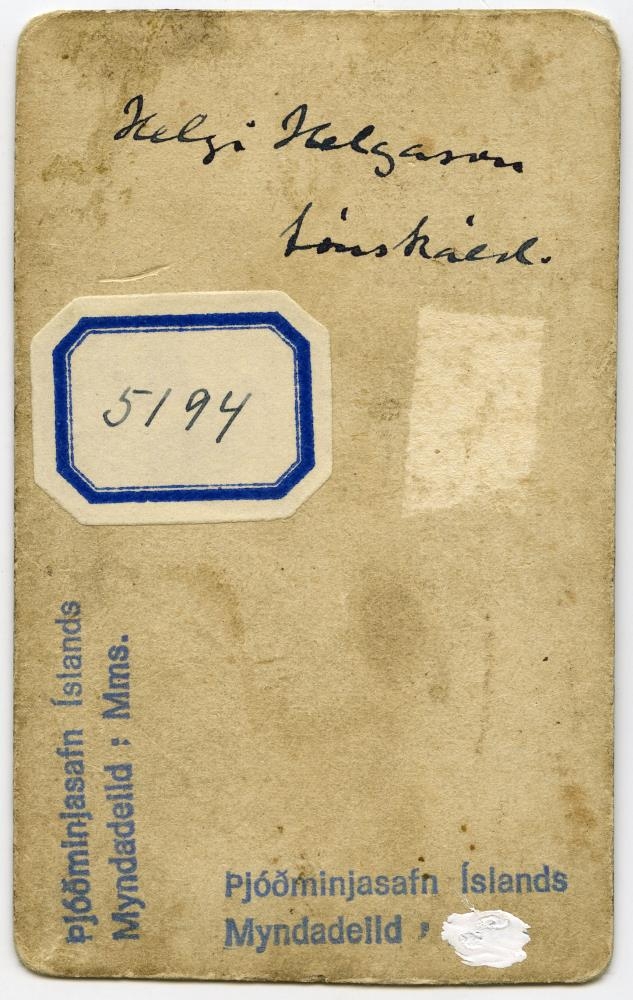 Helgi Helgason
tónskáld.
5194
Þjóðminjasafn Íslands
Myndadeild ; Mms.
Þjóðminjasafn Íslands
Myndadeild ;